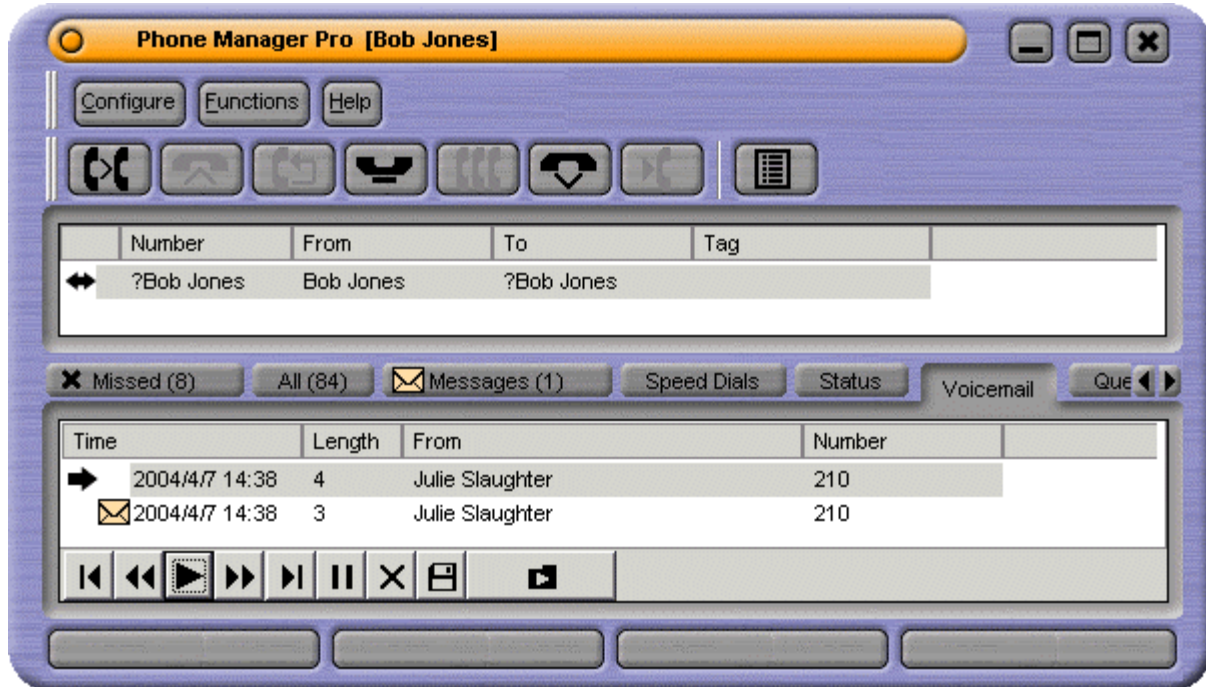 Phone Manager Pro [Bob Jones]
Configure Functions Help
Number From To Tag
?Bob Jones Bob Jones ?Bob Jones
Missed (8) All (84) Messages (1) Speed Dials Status Voicemail Que
Time Length From Number
2004/4/7 14:38 4 Julie Slaughter 210
2004/4/7 14:38 3 Julie Slaughter 210